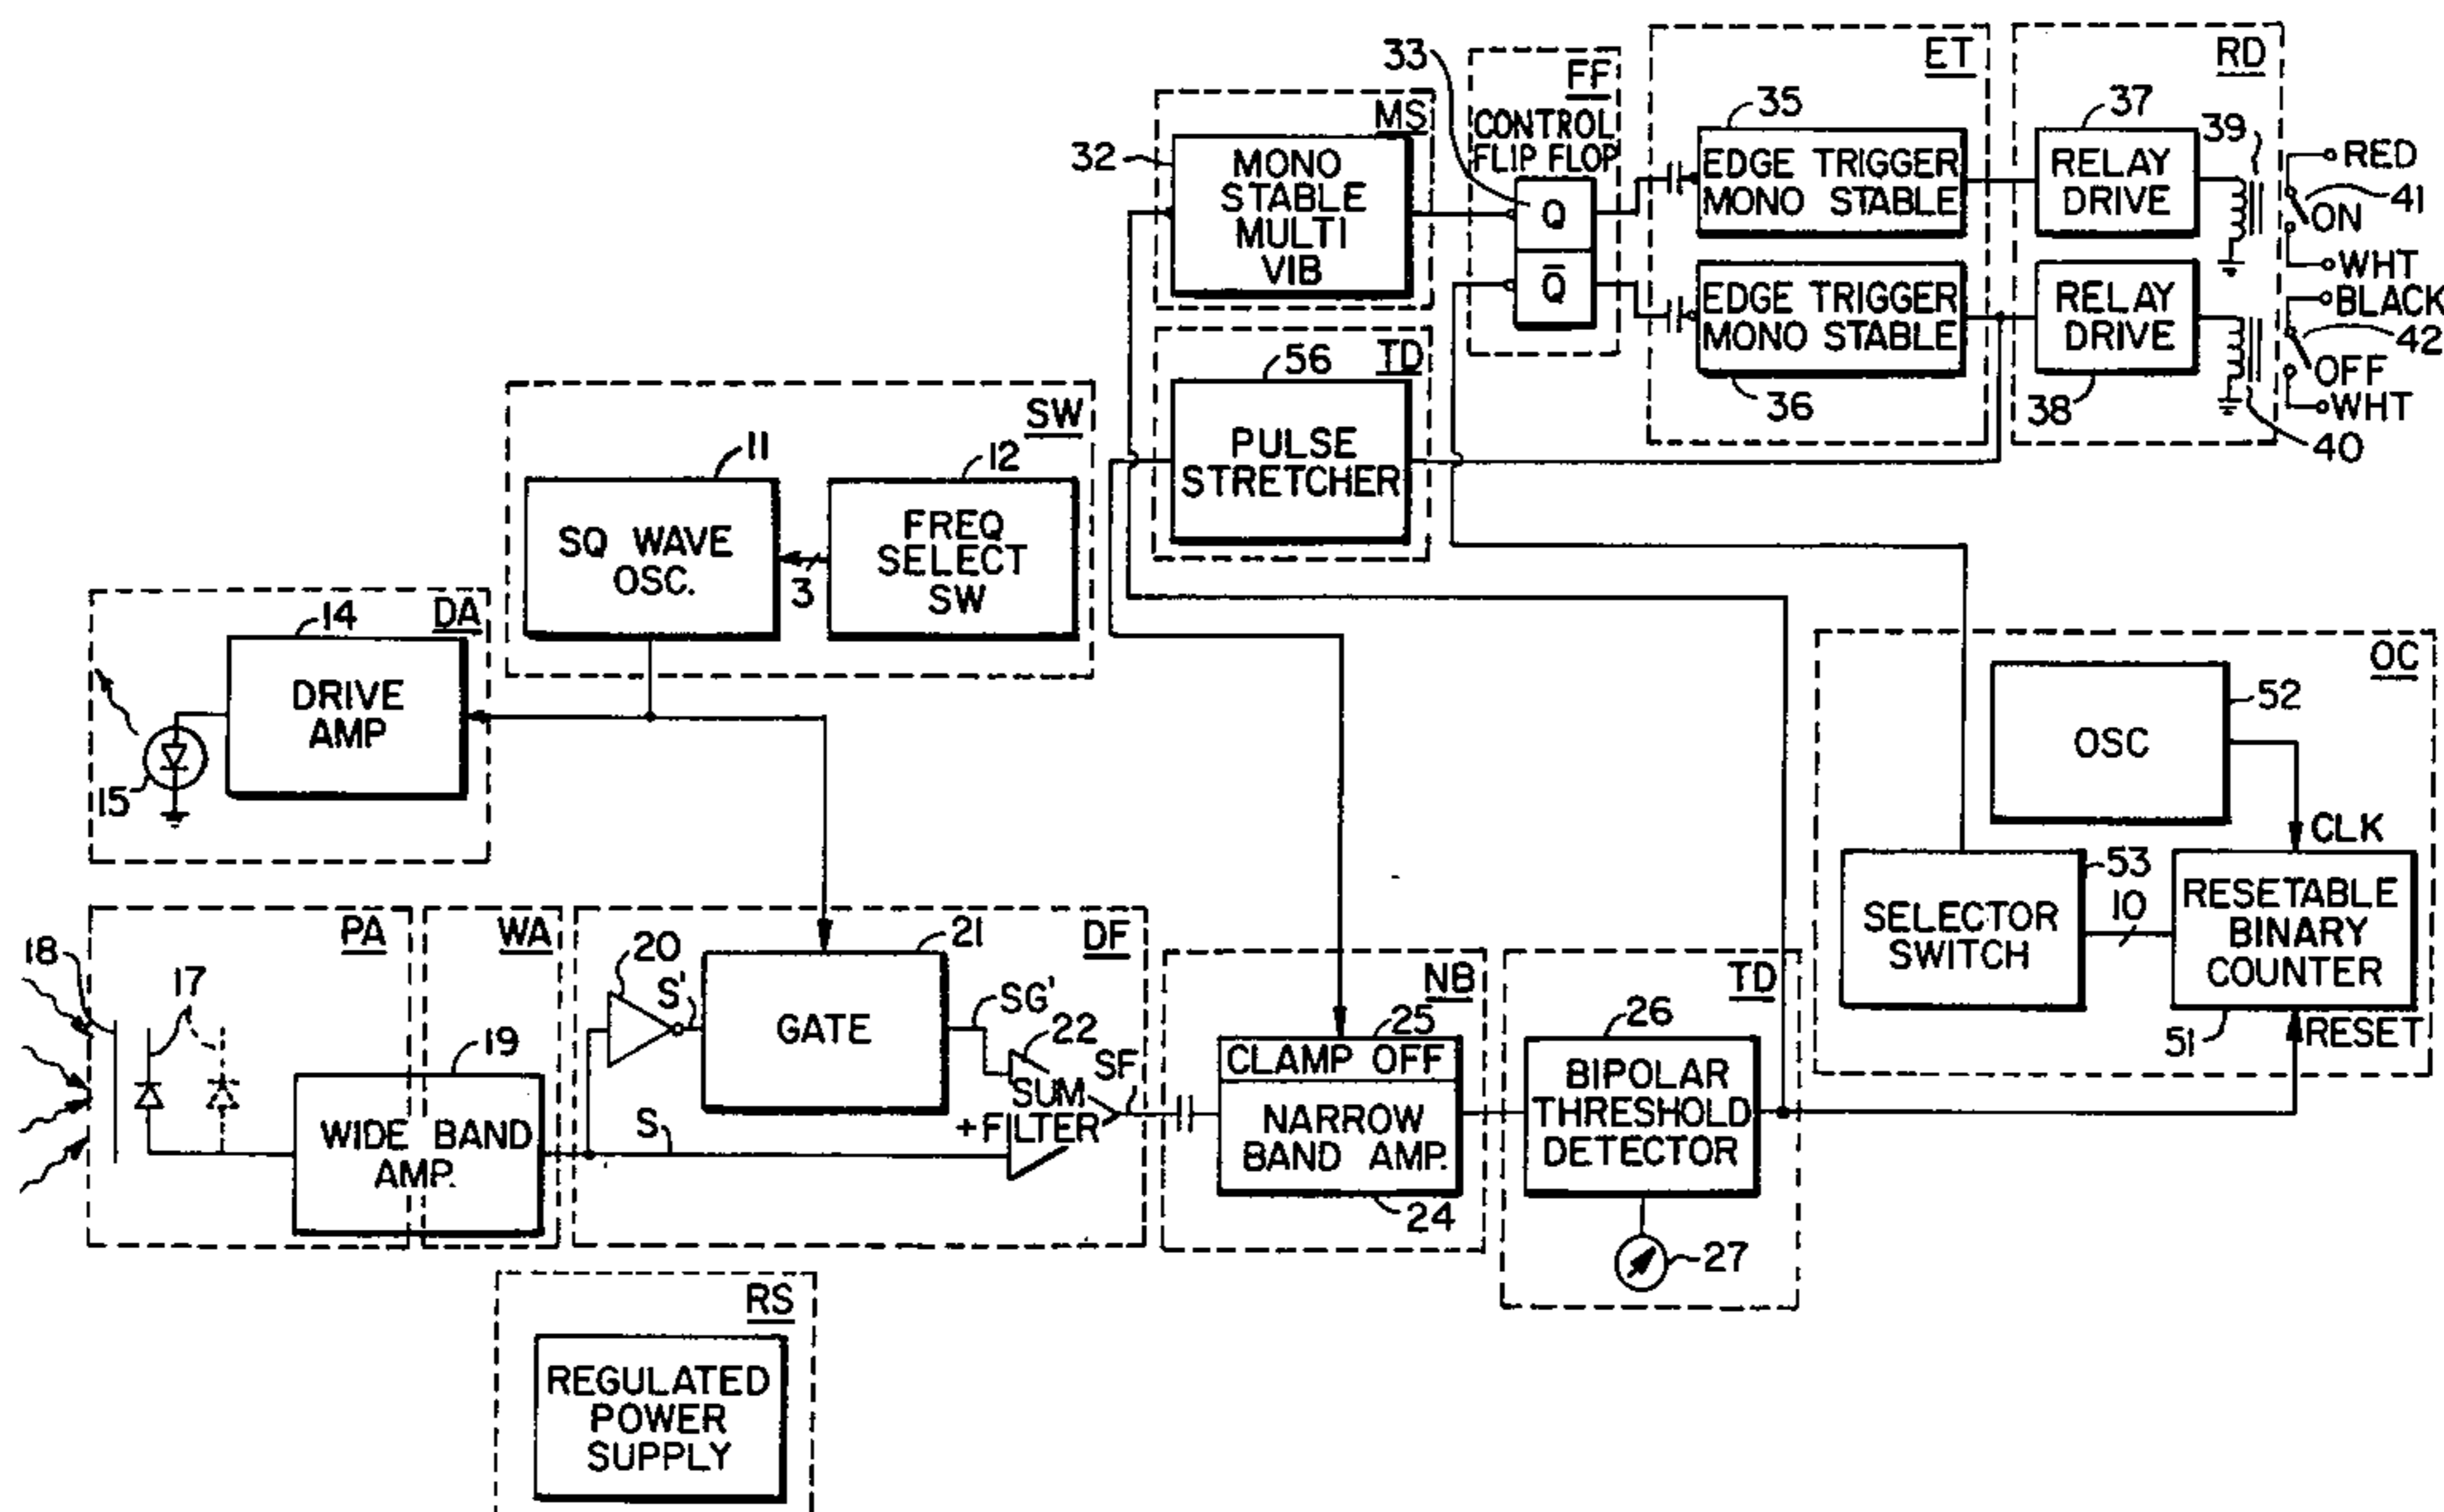 33
FF
CONTROL
FLIP FLOP
ET
RD
MS
32
MONO
STABLE
MULTI
VIB
Q
Q̅
35
EDGE TRIGGER
MONO STABLE
EDGE TRIGGER
MONO STABLE
36
37
RELAY
DRIVE
RELAY
DRIVE
38
39
RED
41
ON
WHT
BLACK
42
OFF
WHT
40
TD
56
PULSE
STRETCHER
SW
11
SQ WAVE
OSC.
3
12
FREQ
SELECT
SW
DA
14
DRIVE
AMP
15
OC
52
OSC
CLK
53
SELECTOR
SWITCH
10
RESETABLE
BINARY
COUNTER
51
RESET
PA
WA
18
17
19
WIDE BAND
AMP.
DF
20
S'
21
GATE
SG'
22
SUM
+FILTER
S
SF
NB
25
CLAMP OFF
NARROW
BAND AMP.
24
TD
26
BIPOLAR
THRESHOLD
DETECTOR
27
RS
REGULATED
POWER
SUPPLY